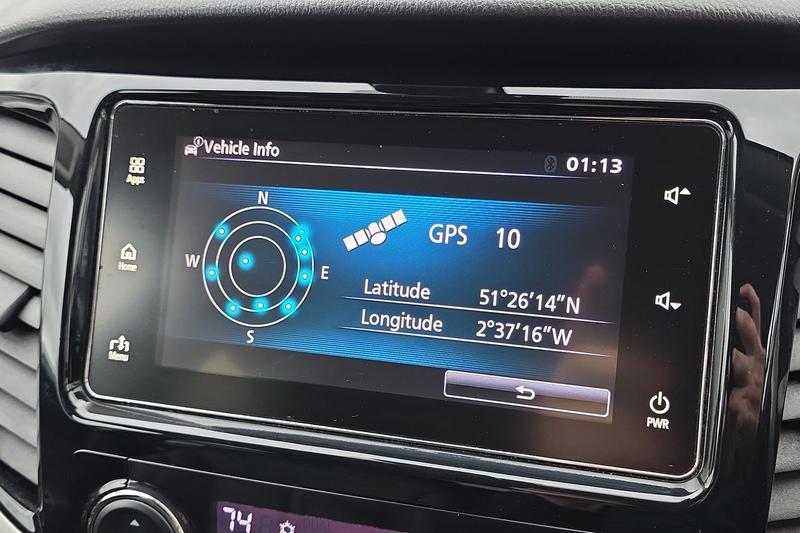 Vehicle Info
01:13
Apps
Home
Menu
N
W
E
S
GPS 10
Latitude 51°26'14"N
Longitude 2°37'16"W
PWR
74